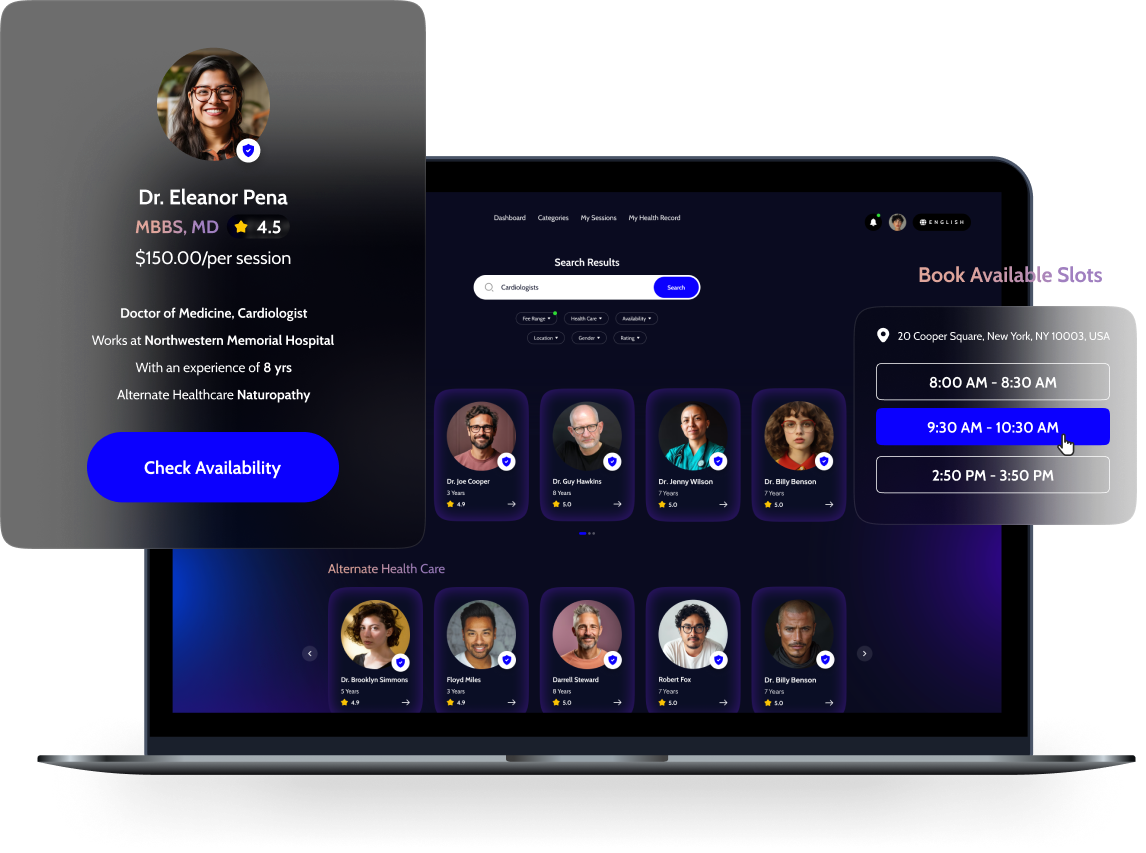 Dr. Eleanor Pena
MBBS, MD 4.5
$150.00/per session
Doctor of Medicine, Cardiologist
Works at Northwestern Memorial Hospital
With an experience of 8 yrs
Alternate Healthcare Naturopathy
Check Availability
Dashboard Categories My Sessions My Health Record
ENGLISH
Search Results
Cardiologists Search
Fee Range Health Care Availability
Location Gender Rating
Dr. Joe Cooper
3 Years
4.9
Dr. Guy Hawkins
8 Years
5.0
Dr. Jenny Wilson
7 Years
5.0
Dr. Billy Benson
7 Years
5.0
Book Available Slots
20 Cooper Square, New York, NY 10003, USA
8:00 AM - 8:30 AM
9:30 AM - 10:30 AM
2:50 PM - 3:50 PM
Alternate Health Care
Dr. Brooklyn Simmons
5 Years
4.9
Floyd Miles
3 Years
4.9
Darrell Steward
8 Years
5.0
Robert Fox
7 Years
5.0
Dr. Billy Benson
7 Years
5.0